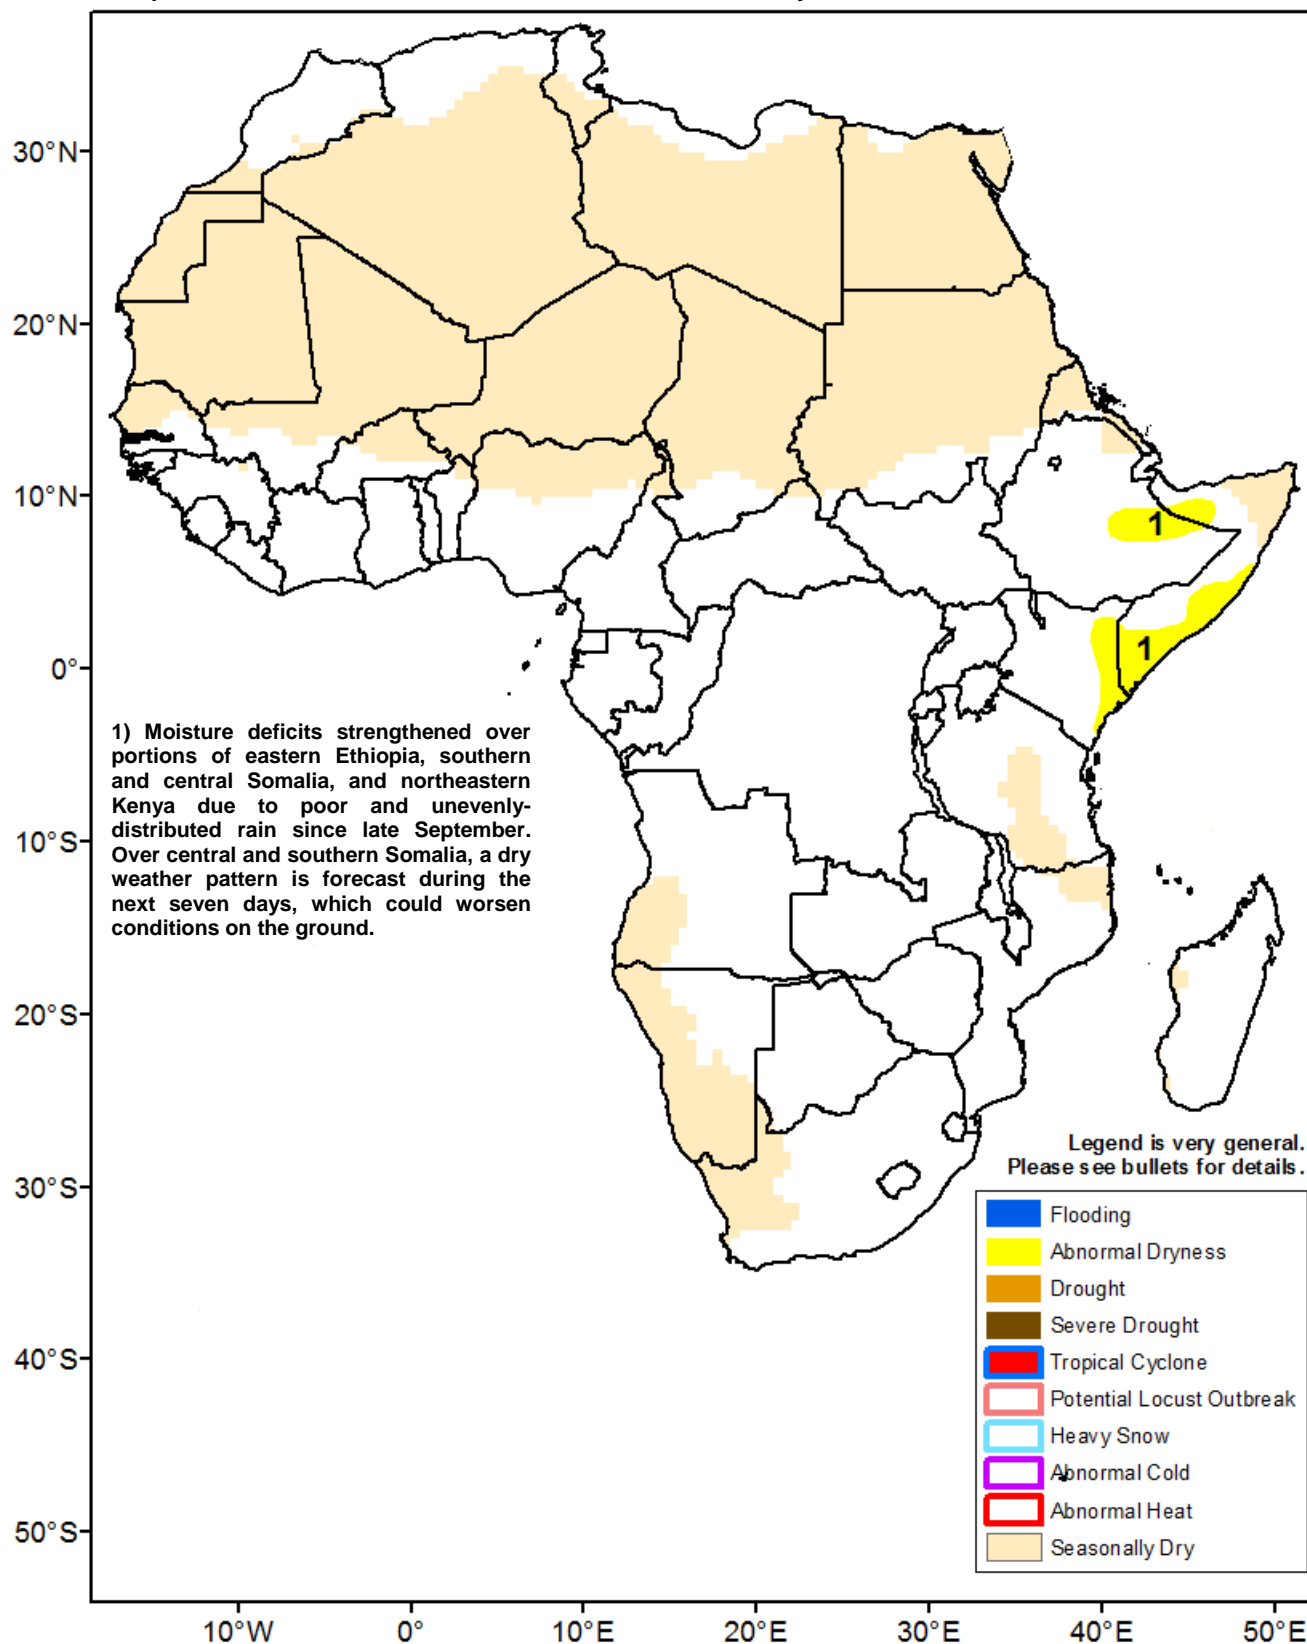 30°N
20°N
10°N
0°
10°S
20°S
30°S
40°S
50°S
1
1
1) Moisture deficits strengthened over
portions of eastern Ethiopia, southern
and central Somalia, and northeastern
Kenya due to poor and unevenly-
distributed rain since late September.
Over central and southern Somalia, a dry
weather pattern is forecast during the
next seven days, which could worsen
conditions on the ground.
Legend is very general.
Please see bullets for details.
Flooding
Abnormal Dryness
Drought
Severe Drought
Tropical Cyclone
Potential Locust Outbreak
Heavy Snow
Abnormal Cold
Abnormal Heat
Seasonally Dry
10°W 0° 10°E 20°E 30°E 40°E 50°E